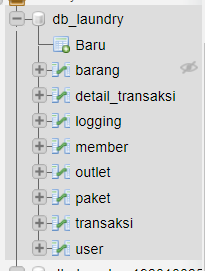 db_laundry
Baru
barang
detail_transaksi
logging
member
outlet
paket
transaksi
user